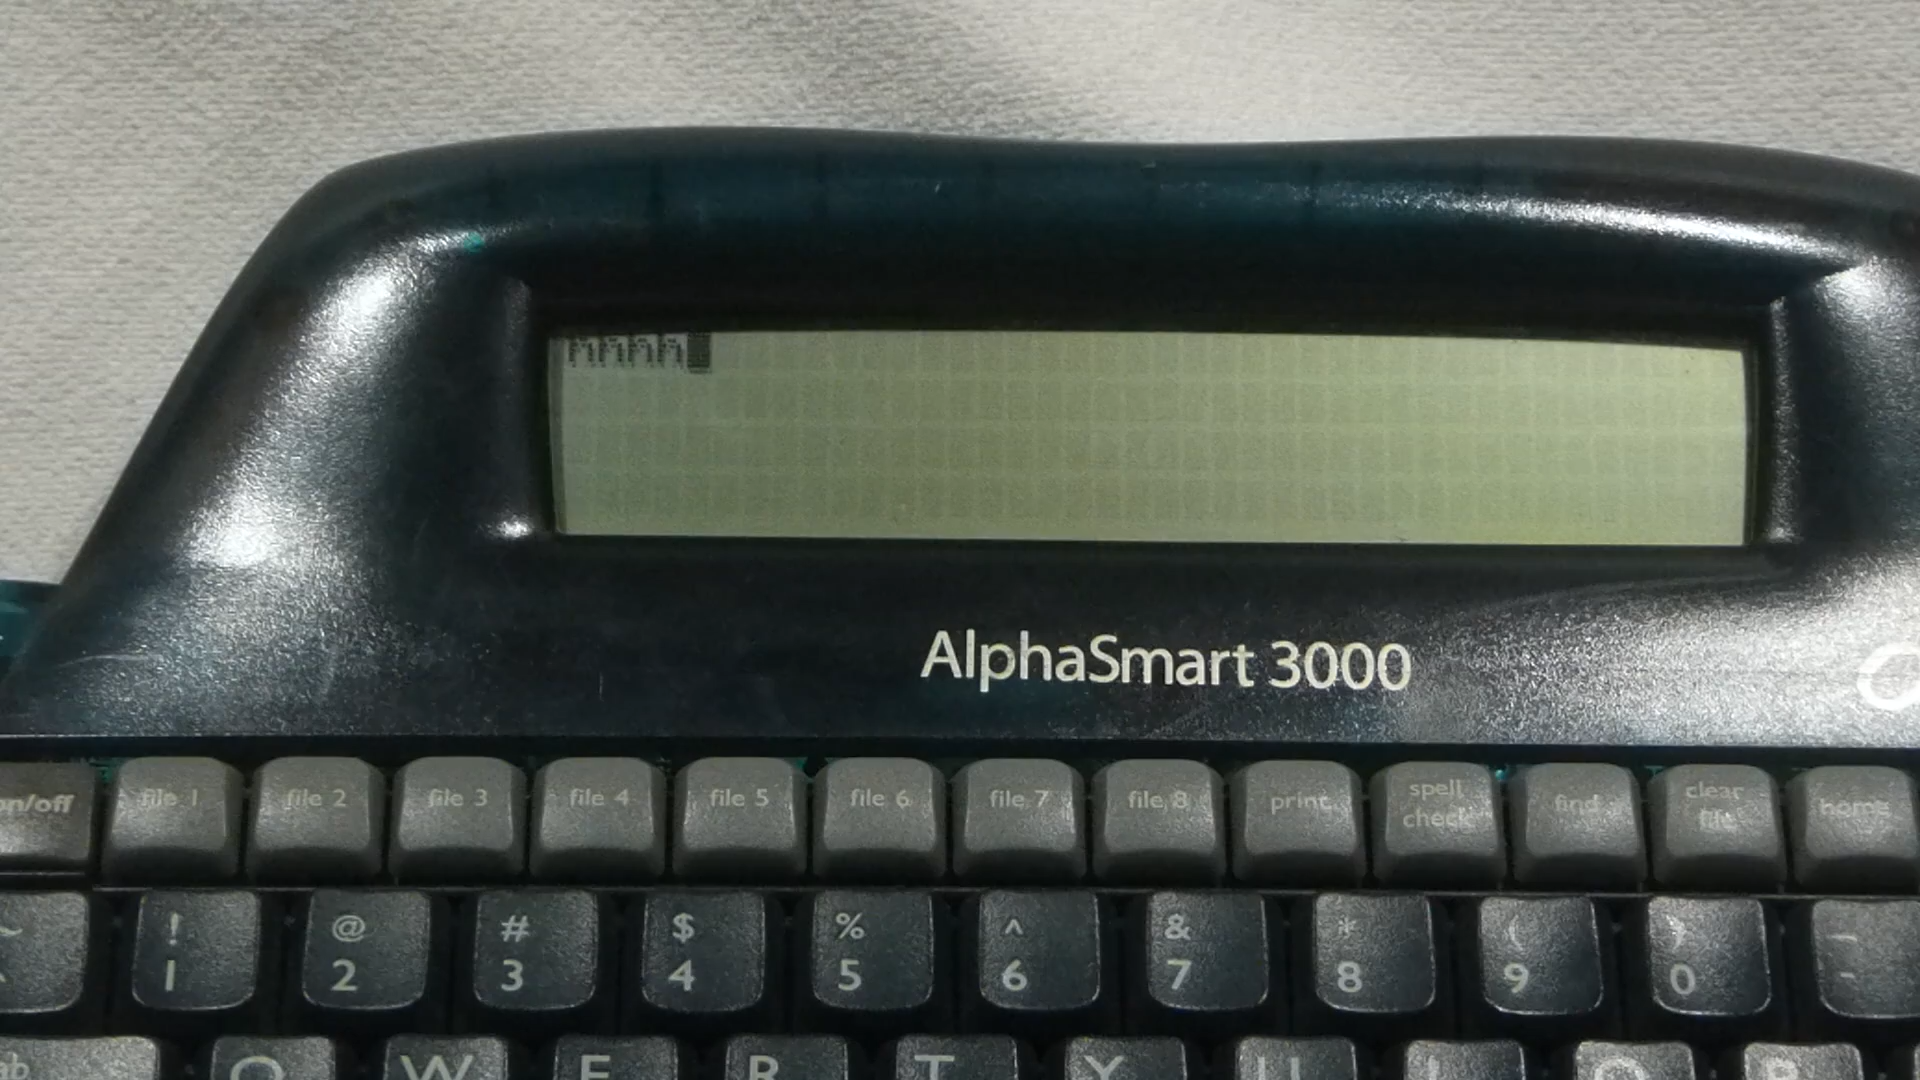 AlphaSmart 3000
on/off file 1 file 2 file 3 file 4 file 5 file 6 file 7 file 8 print spell check find clear file home
! 1 @ 2 # 3 $ 4 % 5 ^ 6 & 7 * 8 ( 9 ) 0 -
W E R T Y U